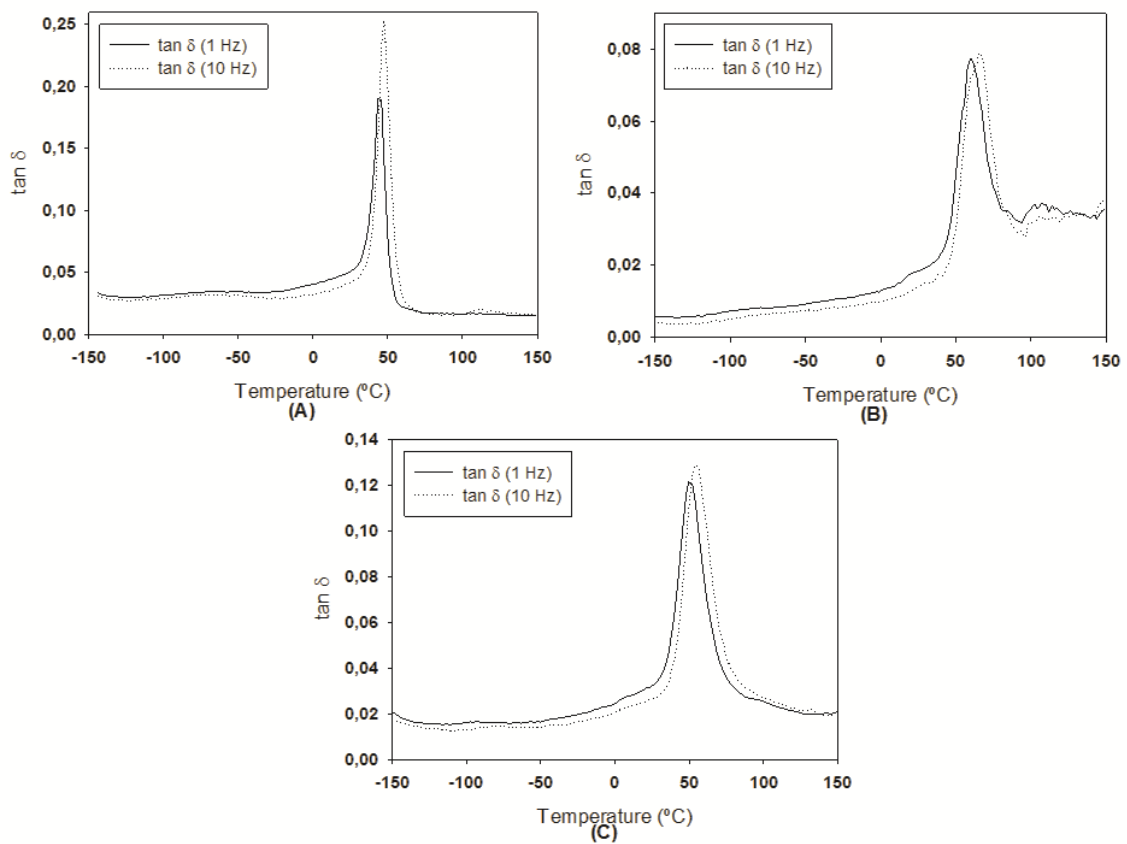 0,25
0,20
0,15
0,10
0,05
0,00
tan δ
tan δ (1 Hz)
tan δ (10 Hz)
-150 -100 -50 0 50 100 150
Temperature (ºC)
(A)
0,08
0,06
0,04
0,02
0,00
tan δ
tan δ (1 Hz)
tan δ (10 Hz)
-150 -100 -50 0 50 100 150
Temperature (ºC)
(B)
0,14
0,12
0,10
0,08
0,06
0,04
0,02
0,00
tan δ
tan δ (1 Hz)
tan δ (10 Hz)
-150 -100 -50 0 50 100 150
Temperature (ºC)
(C)